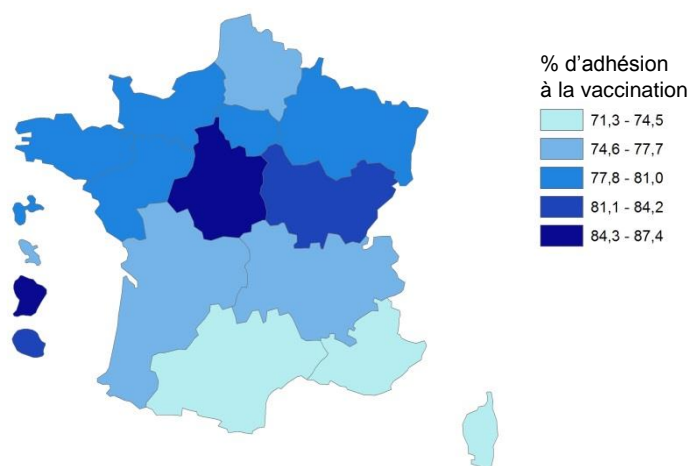 % d’adhésion
à la vaccination
71,3 - 74,5
74,6 - 77,7
77,8 - 81,0
81,1 - 84,2
84,3 - 87,4